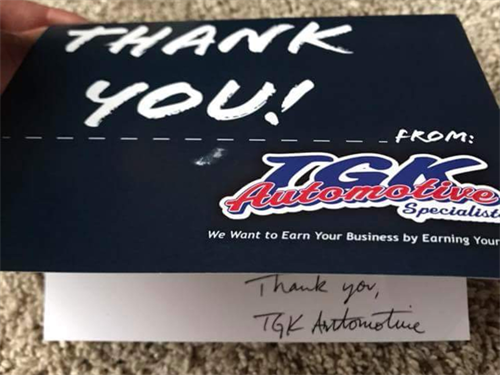 THANK
YOU!
FROM:
TGK
Automotive
Specialist
We Want to Earn Your Business by Earning Your
Thank you,
TGK Automotive